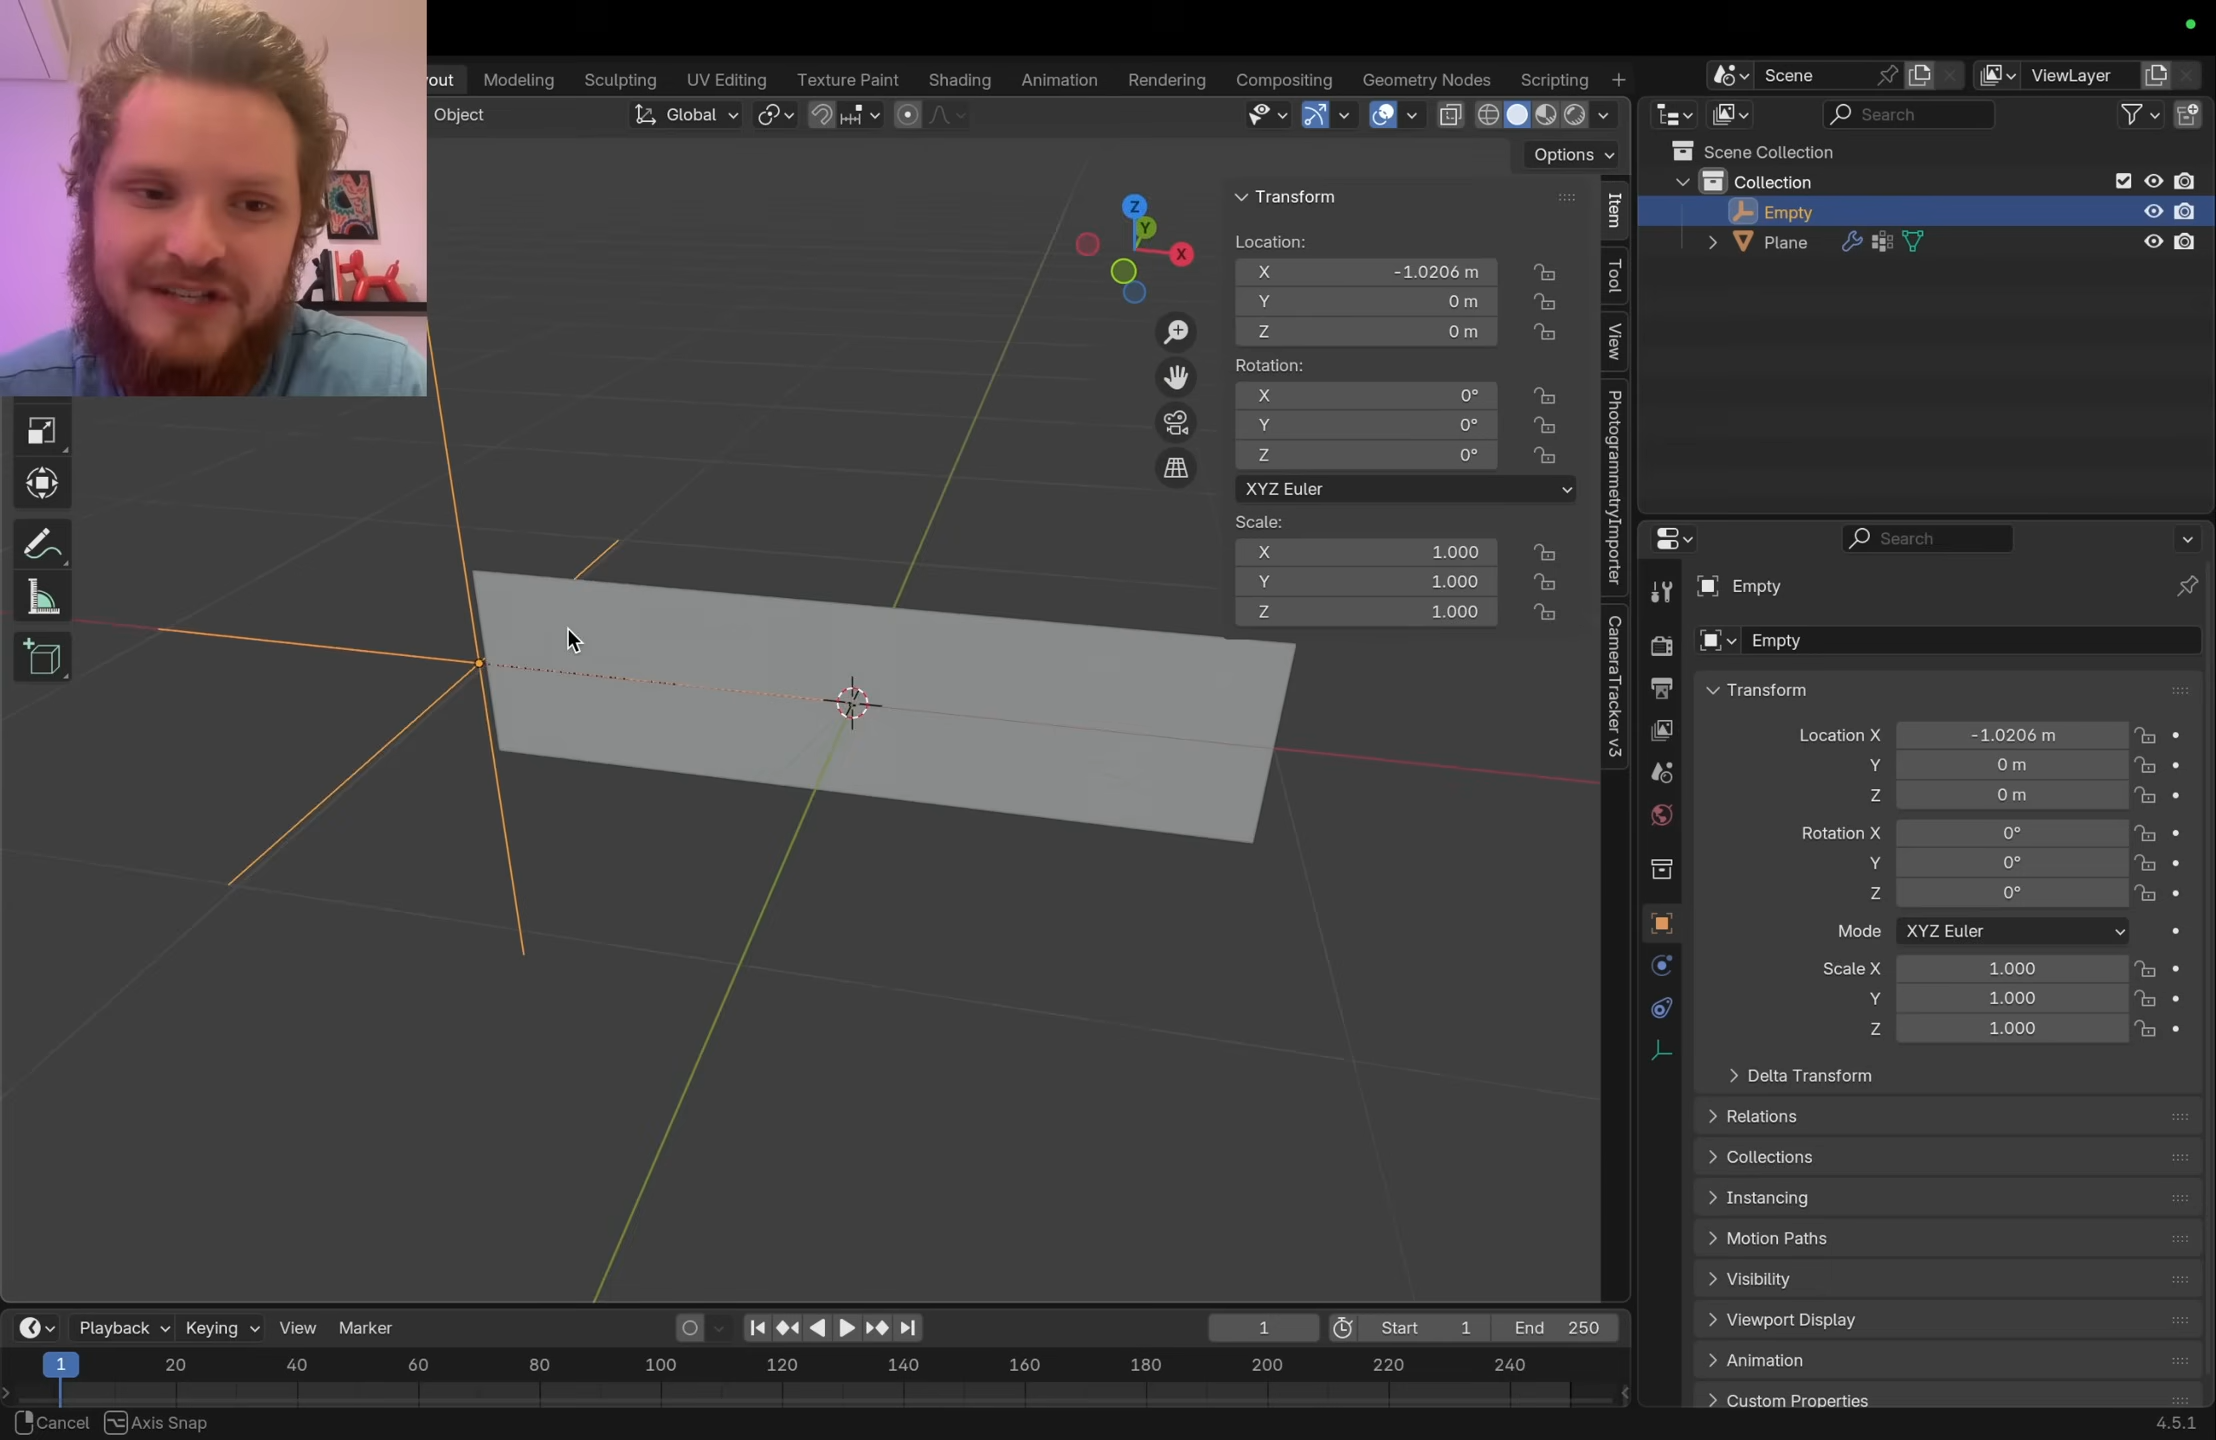 out Modeling Sculpting UV Editing Texture Paint Shading Animation Rendering Compositing Geometry Nodes Scripting +
Scene
ViewLayer
Object
Global
Options
Search
Scene Collection
Collection
Empty
Plane
Z
Y
X
Transform
Location:
X -1.0206 m
Y 0 m
Z 0 m
Rotation:
X 0°
Y 0°
Z 0°
XYZ Euler
Scale:
X 1.000
Y 1.000
Z 1.000
Item
Tool
View
PhotogrammetryImporter
CameraTracker v3
Search
Empty
Empty
Transform
Location X -1.0206 m
Y 0 m
Z 0 m
Rotation X 0°
Y 0°
Z 0°
Mode XYZ Euler
Scale X 1.000
Y 1.000
Z 1.000
Delta Transform
Relations
Collections
Instancing
Motion Paths
Visibility
Viewport Display
Animation
Custom Properties
Playback Keying View Marker
1
Start 1
End 250
1 20 40 60 80 100 120 140 160 180 200 220 240
Cancel Axis Snap
4.5.1